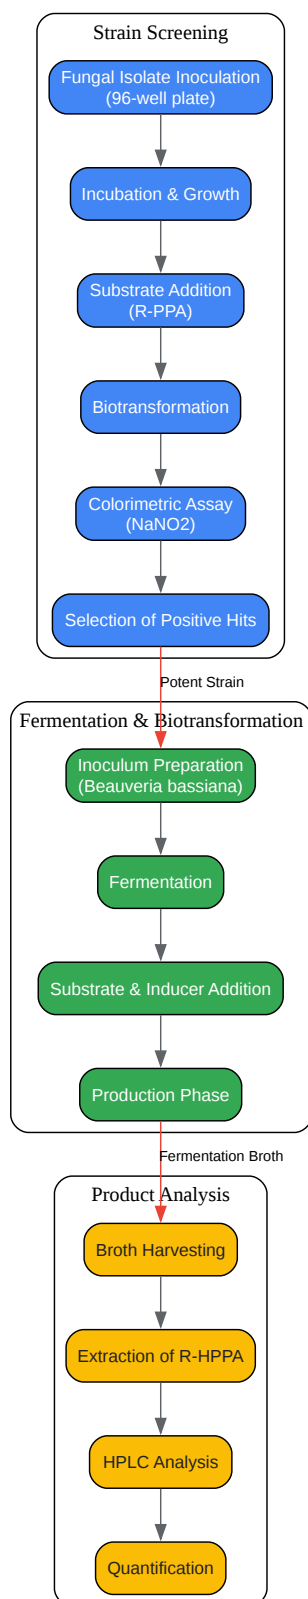 Strain Screening
Fungal Isolate Inoculation
(96-well plate)
Incubation & Growth
Substrate Addition
(R-PPA)
Biotransformation
Colorimetric Assay
(NaNO2)
Selection of Positive Hits
Potent Strain
Fermentation & Biotransformation
Inoculum Preparation
(Beauveria bassiana)
Fermentation
Substrate & Inducer Addition
Production Phase
Fermentation Broth
Product Analysis
Broth Harvesting
Extraction of R-HPPA
HPLC Analysis
Quantification